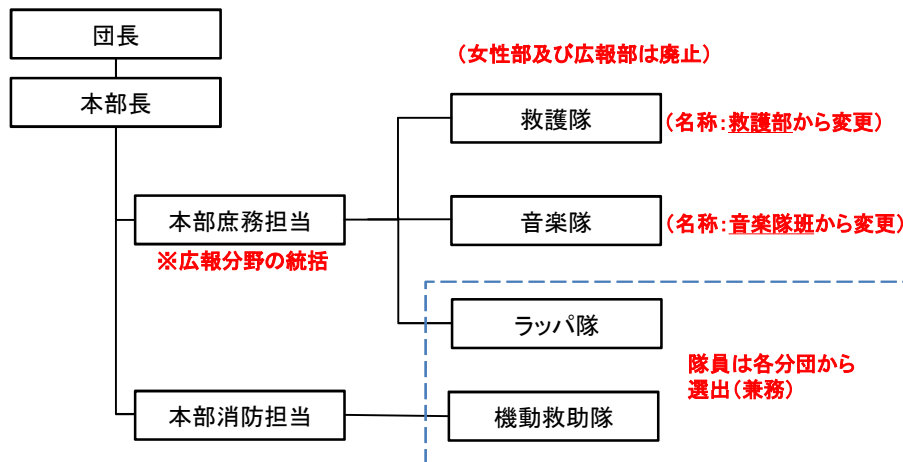 団長
(女性部及び広報部は廃止)
本部長
救護隊
(名称:救護部から変更)
本部庶務担当
音楽隊
(名称:音楽隊班から変更)
※広報分野の統括
ラッパ隊
隊員は各分団から
選出(兼務)
本部消防担当
機動救助隊